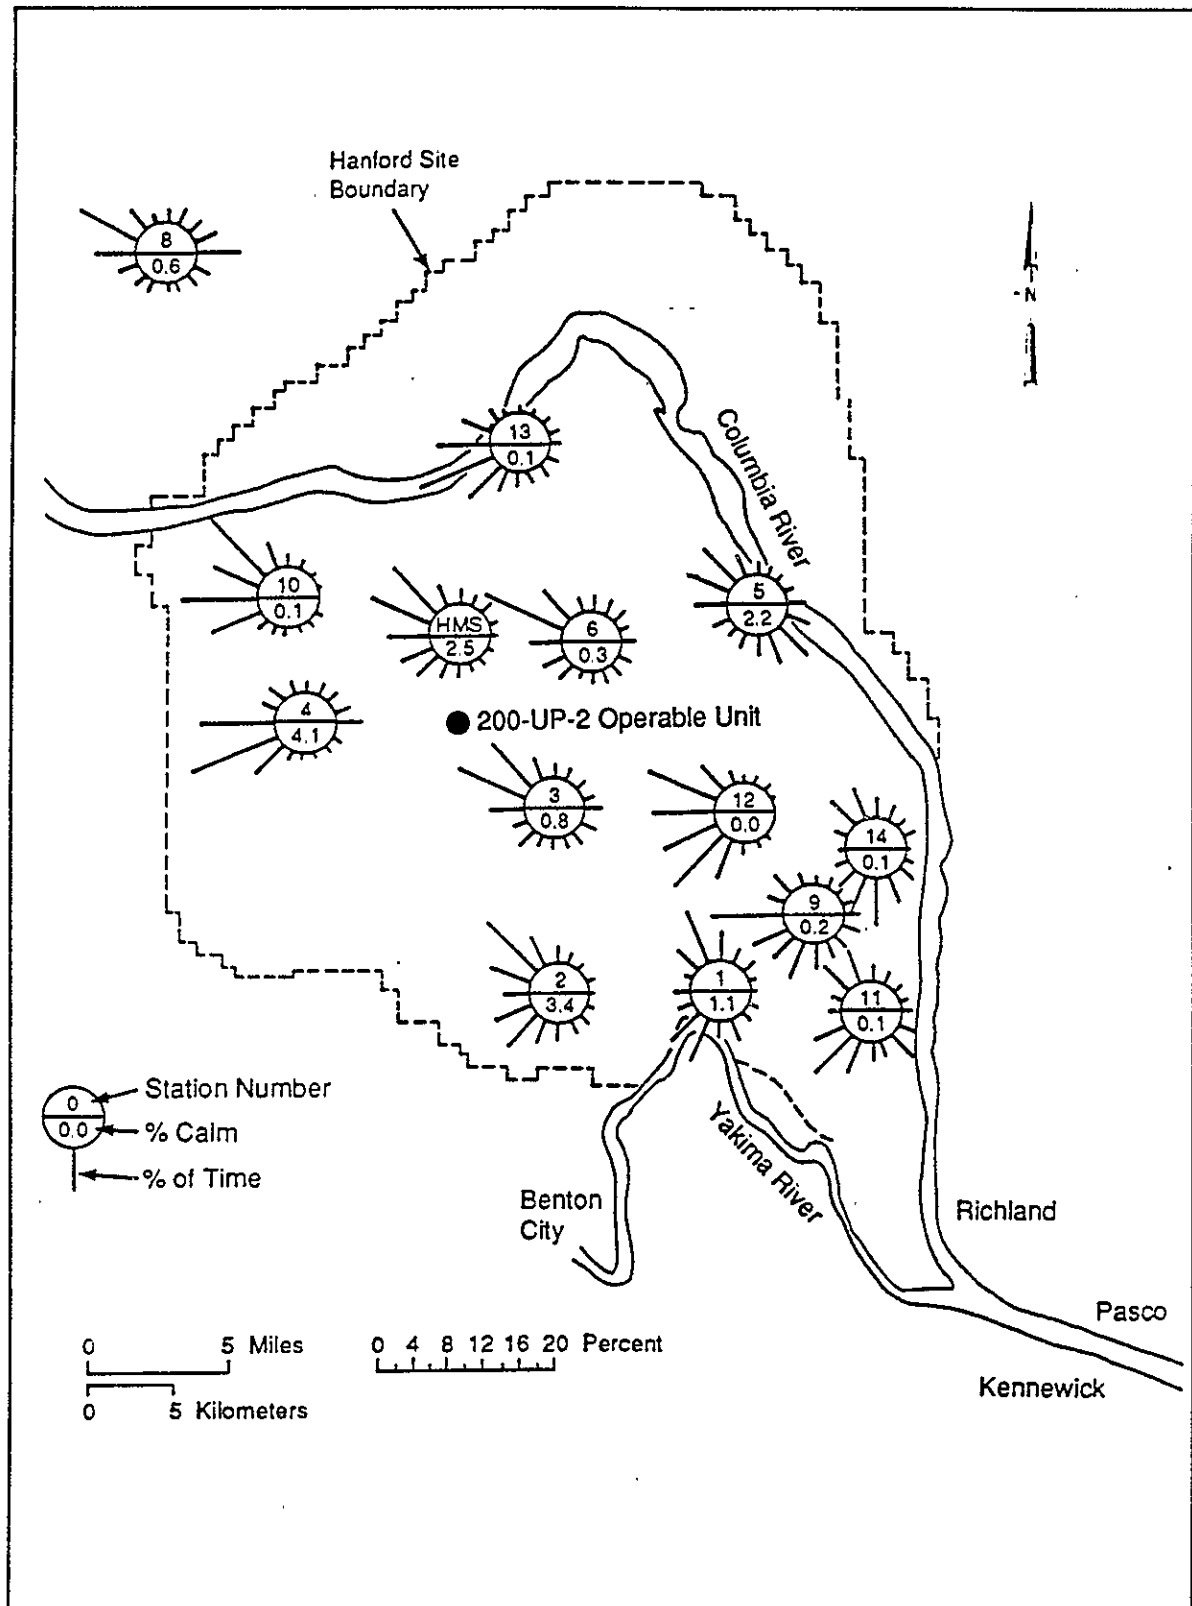 Hanford Site
Boundary
8
0.6
N
13
0.1
Columbia River
10
0.1
HMS
2.5
6
0.3
5
2.2
4
4.1
200-UP-2 Operable Unit
3
0.8
12
0.0
14
0.1
9
0.2
2
3.4
1
1.1
11
0.1
0
0.0
Station Number
% Calm
% of Time
Yakima River
Benton
City
Richland
Pasco
Kennewick
0 5 Miles
0 5 Kilometers
0 4 8 12 16 20 Percent